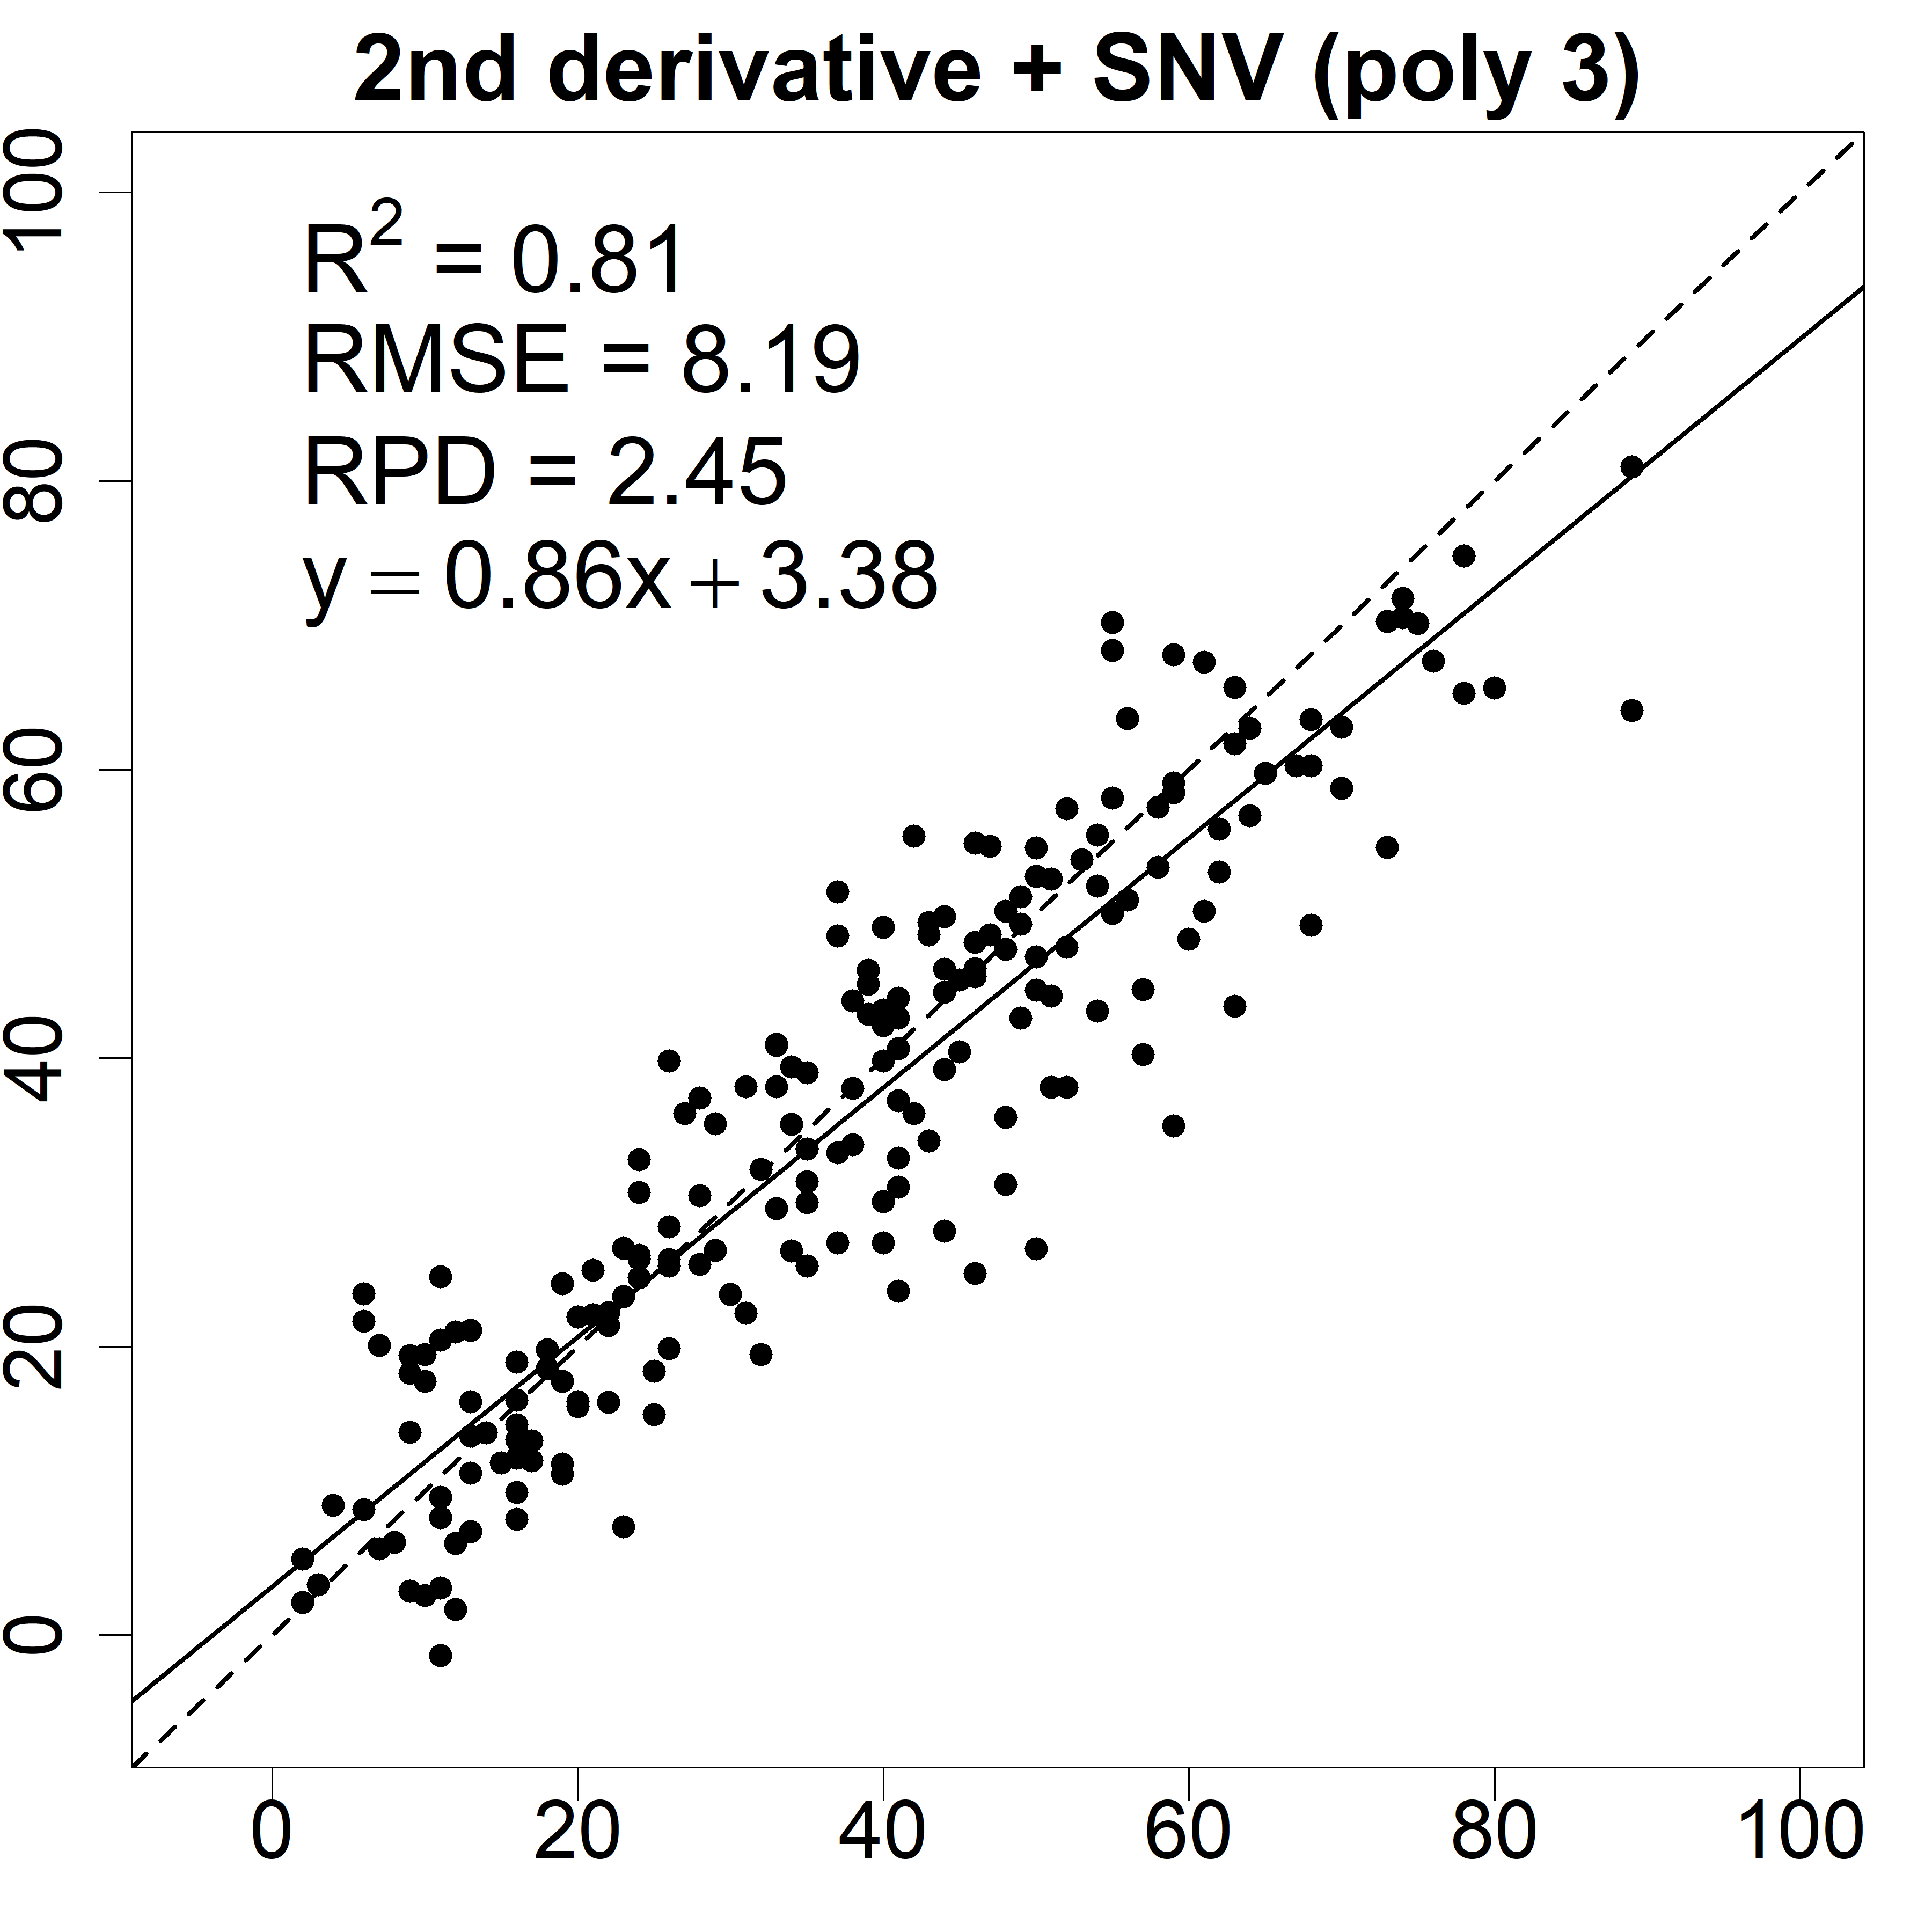 2nd derivative + SNV (poly 3)
R² = 0.81
RMSE = 8.19
RPD = 2.45
y = 0.86x + 3.38
100
80
60
40
20
0
0 20 40 60 80 100